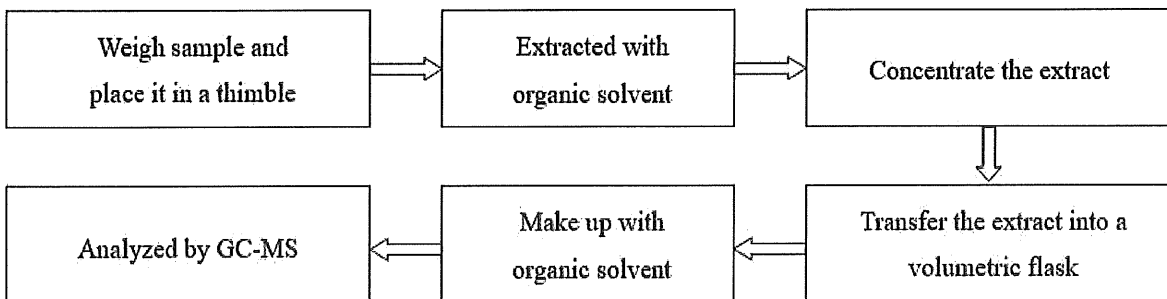 Weigh sample and
place it in a thimble
Extracted with
organic solvent
Concentrate the extract
Transfer the extract into a
volumetric flask
Make up with
organic solvent
Analyzed by GC-MS